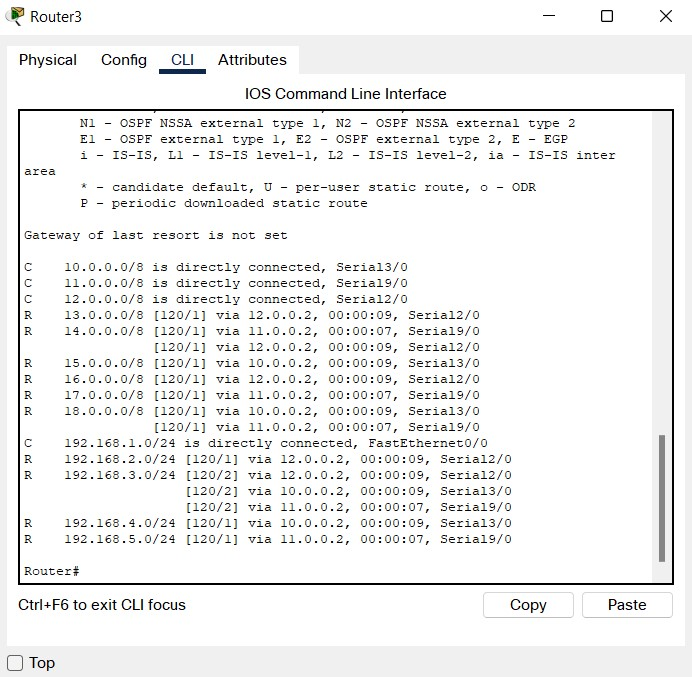 Router3
Physical Config CLI Attributes
IOS Command Line Interface
N1 - OSPF NSSA external type 1, N2 - OSPF NSSA external type 2
E1 - OSPF external type 1, E2 - OSPF external type 2, E - EGP
i - IS-IS, L1 - IS-IS level-1, L2 - IS-IS level-2, ia - IS-IS inter
area
* - candidate default, U - per-user static route, o - ODR
P - periodic downloaded static route
Gateway of last resort is not set
C 10.0.0.0/8 is directly connected, Serial3/0
C 11.0.0.0/8 is directly connected, Serial9/0
C 12.0.0.0/8 is directly connected, Serial2/0
R 13.0.0.0/8 [120/1] via 12.0.0.2, 00:00:09, Serial2/0
R 14.0.0.0/8 [120/1] via 11.0.0.2, 00:00:07, Serial9/0
[120/1] via 12.0.0.2, 00:00:09, Serial2/0
R 15.0.0.0/8 [120/1] via 10.0.0.2, 00:00:09, Serial3/0
R 16.0.0.0/8 [120/1] via 12.0.0.2, 00:00:09, Serial2/0
R 17.0.0.0/8 [120/1] via 11.0.0.2, 00:00:07, Serial9/0
R 18.0.0.0/8 [120/1] via 10.0.0.2, 00:00:09, Serial3/0
[120/1] via 11.0.0.2, 00:00:07, Serial9/0
C 192.168.1.0/24 is directly connected, FastEthernet0/0
R 192.168.2.0/24 [120/1] via 12.0.0.2, 00:00:09, Serial2/0
R 192.168.3.0/24 [120/2] via 12.0.0.2, 00:00:09, Serial2/0
[120/2] via 10.0.0.2, 00:00:09, Serial3/0
[120/2] via 11.0.0.2, 00:00:07, Serial9/0
R 192.168.4.0/24 [120/1] via 10.0.0.2, 00:00:09, Serial3/0
R 192.168.5.0/24 [120/1] via 11.0.0.2, 00:00:07, Serial9/0
Router#
Ctrl+F6 to exit CLI focus
Copy Paste
Top